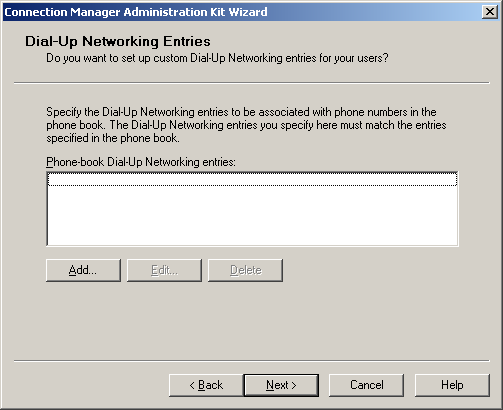 Connection Manager Administration Kit Wizard
Dial-Up Networking Entries
Do you want to set up custom Dial-Up Networking entries for your users?
Specify the Dial-Up Networking entries to be associated with phone numbers in the
phone book. The Dial-Up Networking entries you specify here must match the entries
specified in the phone book.
Phone-book Dial-Up Networking entries:
Add... Edit... Delete
< Back Next > Cancel Help